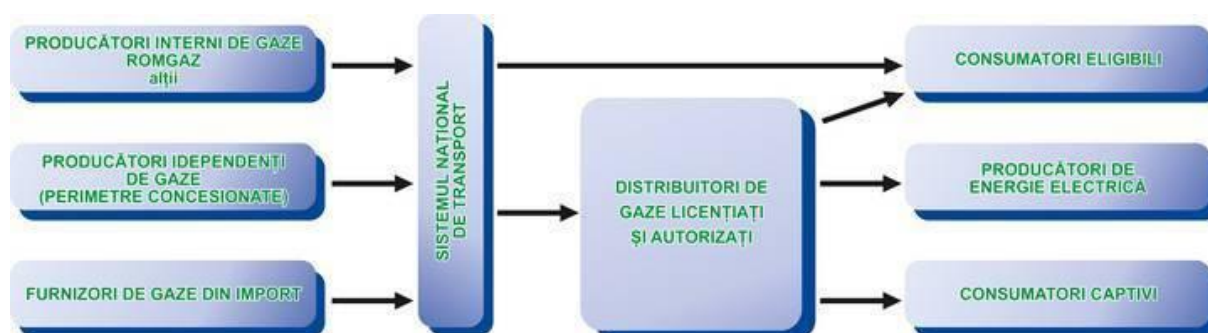 PRODUCĂTORI INTERNI DE GAZE
ROMGAZ
alții
PRODUCĂTORI IDEPENDENȚI
DE GAZE
(PERIMETRE CONCESIONATE)
FURNIZORI DE GAZE DIN IMPORT
SISTEMUL NAȚIONAL
DE TRANSPORT
DISTRIBUITORI DE
GAZE LICENȚIAȚI
ȘI AUTORIZAȚI
CONSUMATORI ELIGIBILI
PRODUCĂTORI DE
ENERGIE ELECTRICĂ
CONSUMATORI CAPTIVI